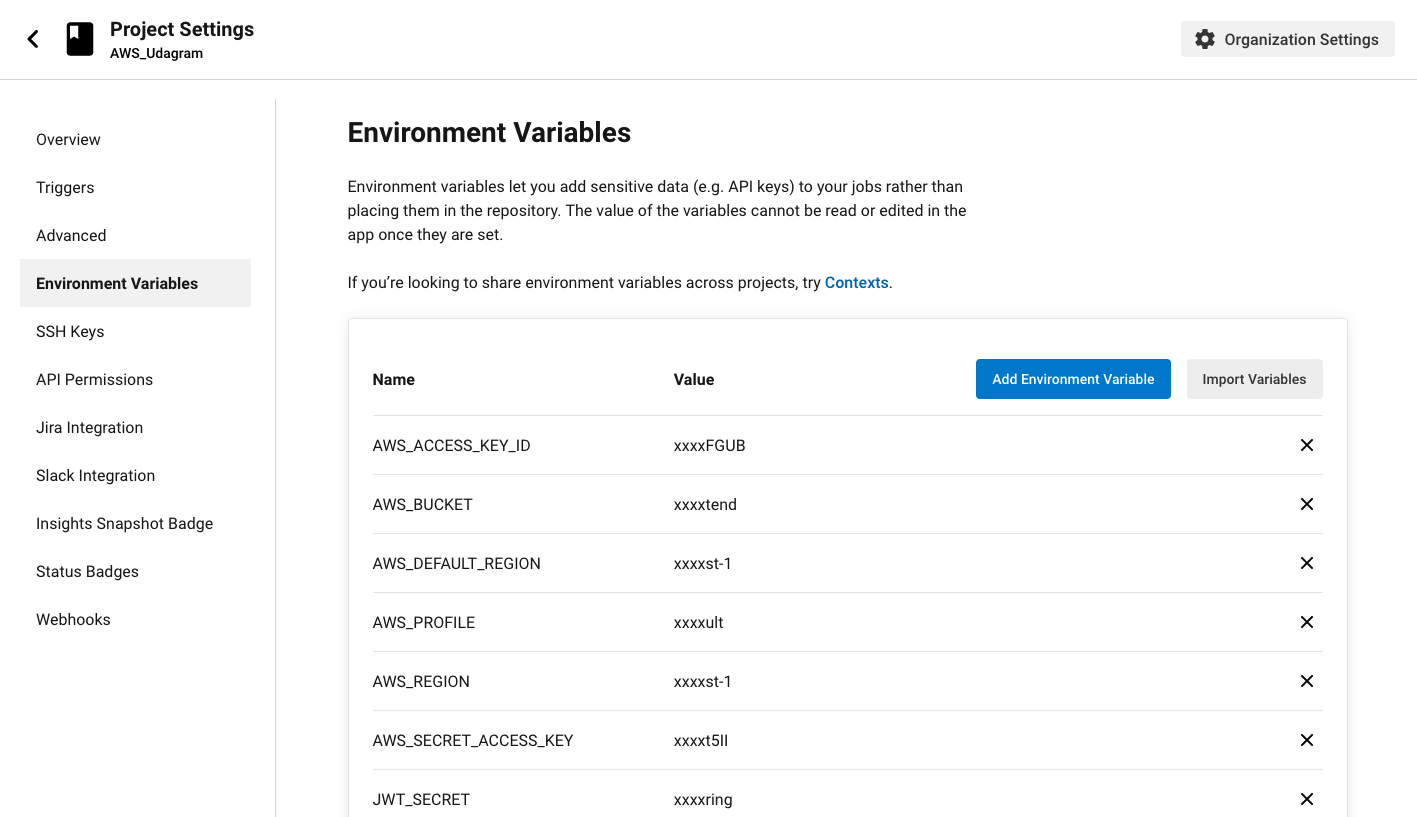 Project Settings
AWS_Udagram
Organization Settings
Overview
Triggers
Advanced
Environment Variables
SSH Keys
API Permissions
Jira Integration
Slack Integration
Insights Snapshot Badge
Status Badges
Webhooks
Environment Variables
Environment variables let you add sensitive data (e.g. API keys) to your jobs rather than
placing them in the repository. The value of the variables cannot be read or edited in the
app once they are set.
If you’re looking to share environment variables across projects, try Contexts.
Name Value Add Environment Variable Import Variables
AWS_ACCESS_KEY_ID xxxxFGUB
AWS_BUCKET xxxxtend
AWS_DEFAULT_REGION xxxxst-1
AWS_PROFILE xxxxult
AWS_REGION xxxxst-1
AWS_SECRET_ACCESS_KEY
JWT_SECRET xxxxring